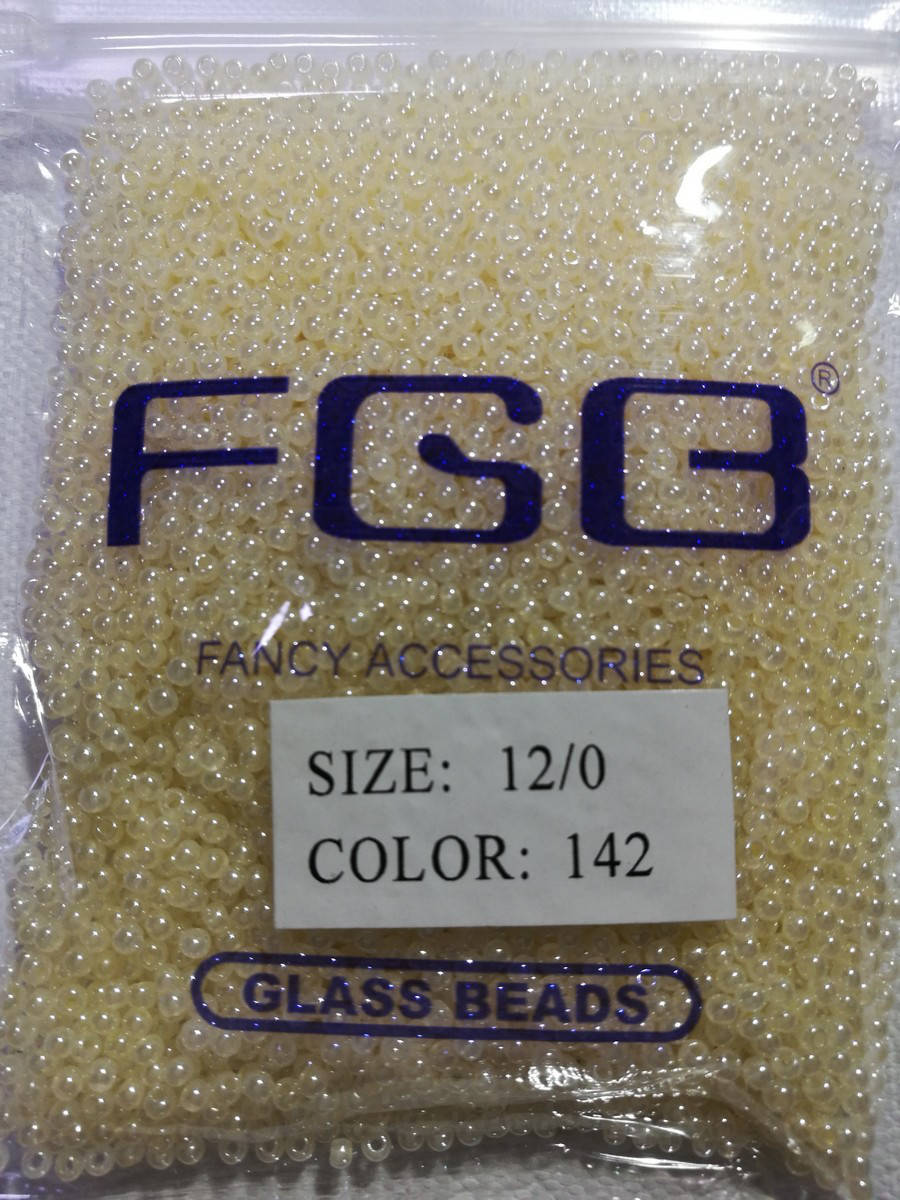 FGB®
FANCY ACCESSORIES
SIZE: 12/0
COLOR: 142
GLASS BEADS